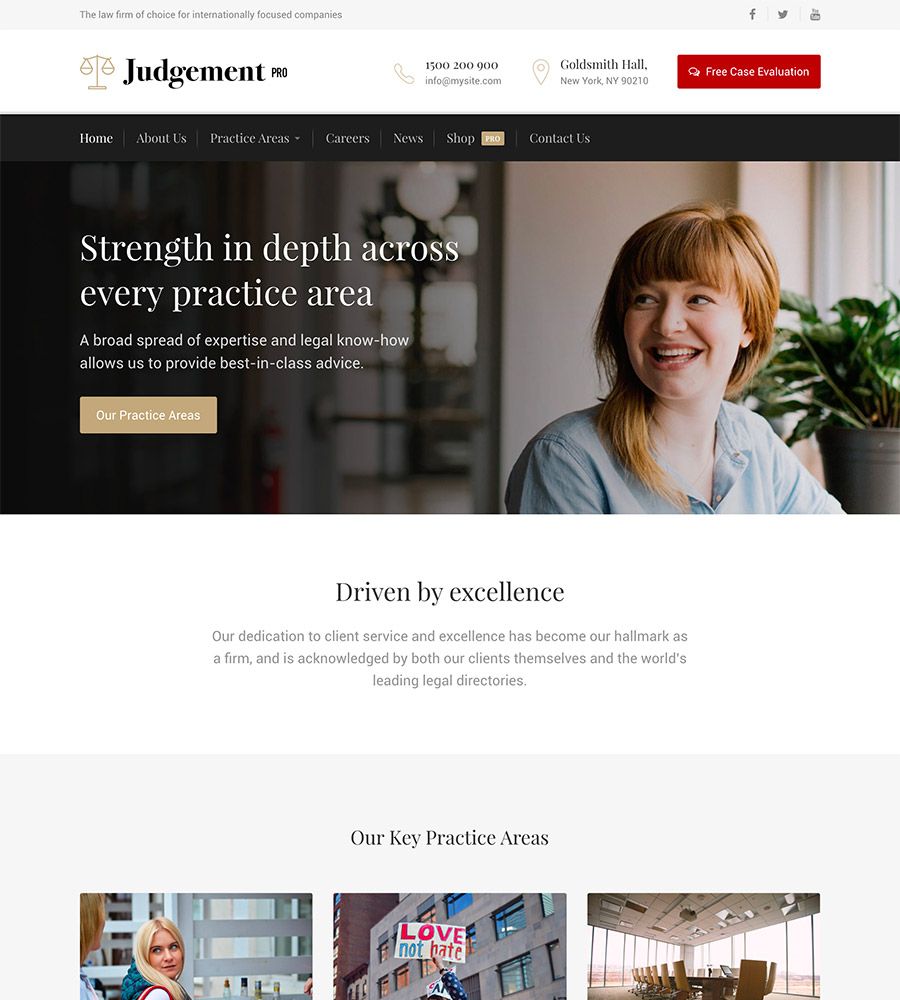 The law firm of choice for internationally focused companies
Judgement PRO
1500 200 900
info@mysite.com
Goldsmith Hall,
New York, NY 90210
Free Case Evaluation
Home About Us Practice Areas Careers News Shop PRO Contact Us
Strength in depth across
every practice area
A broad spread of expertise and legal know-how
allows us to provide best-in-class advice.
Our Practice Areas
Driven by excellence
Our dedication to client service and excellence has become our hallmark as
a firm, and is acknowledged by both our clients themselves and the world's
leading legal directories.
Our Key Practice Areas
LOVE
not hate